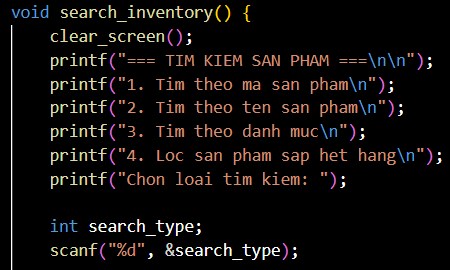 void search_inventory() {
    clear_screen();
    printf("=== TIM KIEM SAN PHAM ===\n\n");
    printf("1. Tim theo ma san pham\n");
    printf("2. Tim theo ten san pham\n");
    printf("3. Tim theo danh muc\n");
    printf("4. Loc san pham sap het hang\n");
    printf("Chon loai tim kiem: ");

    int search_type;
    scanf("%d", &search_type);